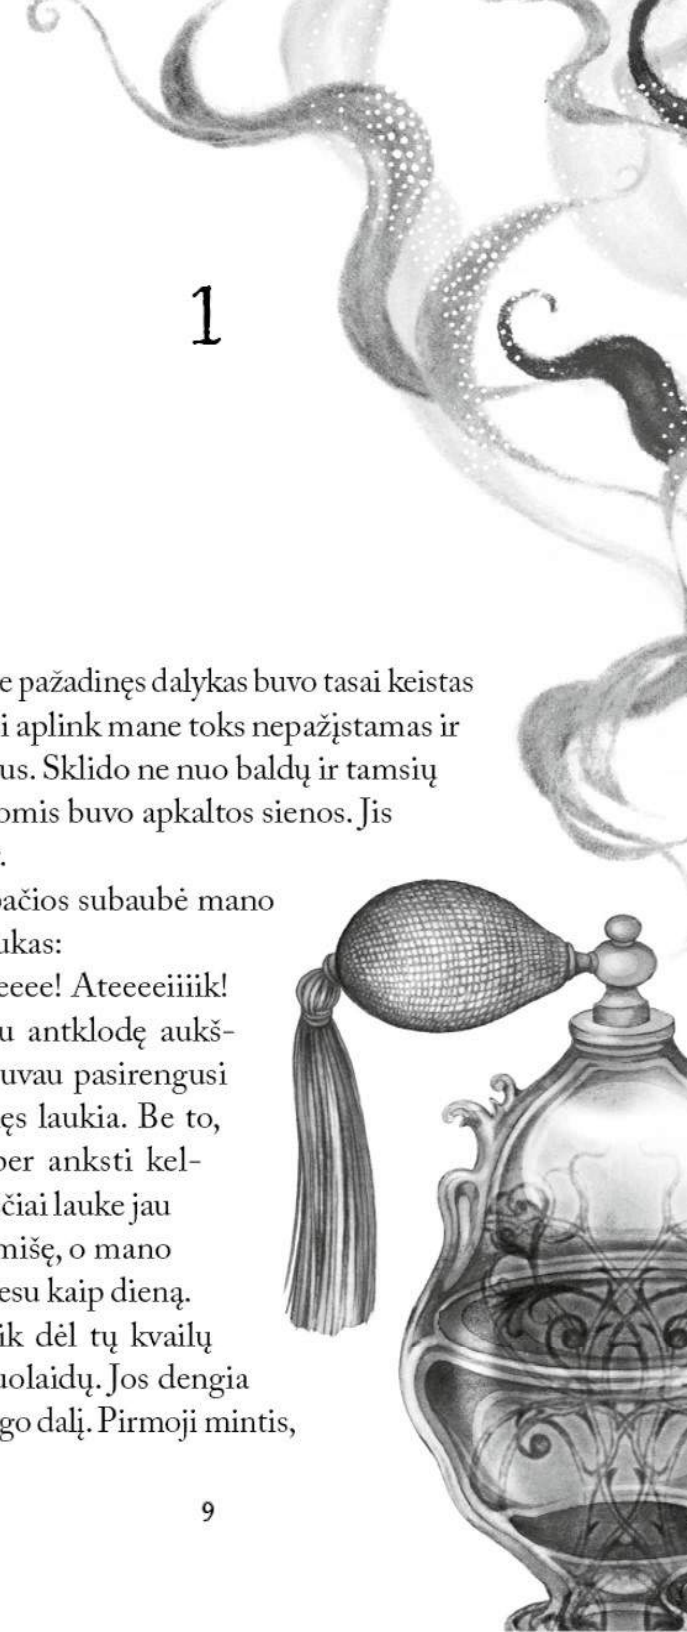 1
e pažadinęs dalykas buvo tasai keistas
i aplink mane toks nepažįstamas ir
us. Sklido ne nuo baldų ir tamsių
omis buvo apkaltos sienos. Jis
.
pačios subaubė mano
ukas:
eeee! Ateeeeiiiik!
u antklodę aukš-
uvau pasirengusi
ęs laukia. Be to,
per anksti kel-
čiai lauke jau
mišę, o mano
esu kaip dieną.
ik dėl tų kvailų
uolaidų. Jos dengia
go dalį. Pirmoji mintis,
9